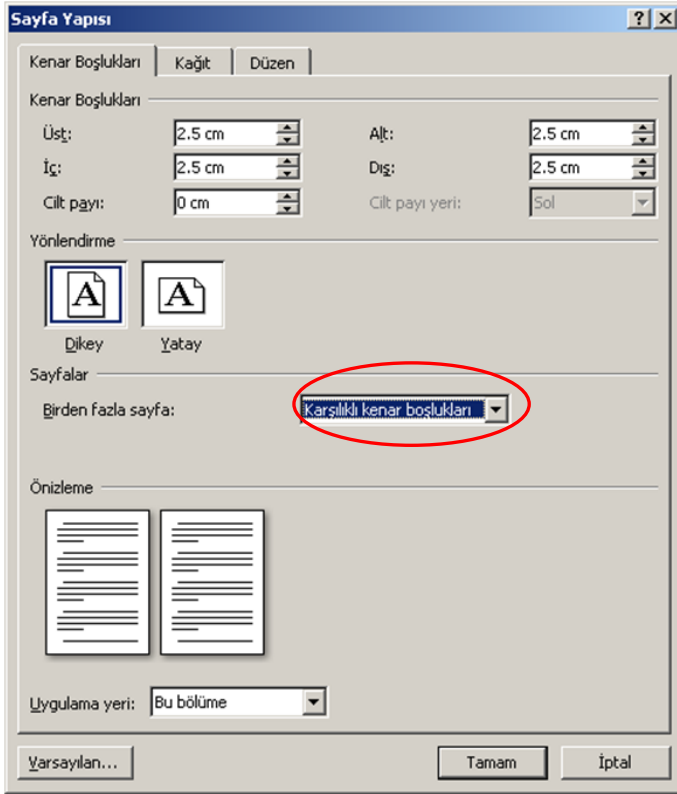 Sayfa Yapısı
Kenar Boşlukları Kağıt Düzen
Kenar Boşlukları
Üst: 2.5 cm Alt: 2.5 cm
İç: 2.5 cm Dış: 2.5 cm
Cilt payı: 0 cm Cilt payı yeri: Sol
Yönlendirme
A A
Dikey Yatay
Sayfalar
Birden fazla sayfa: Karşılıklı kenar boşlukları
Önizleme
Uygulama yeri: Bu bölüme
Varsayılan... Tamam İptal